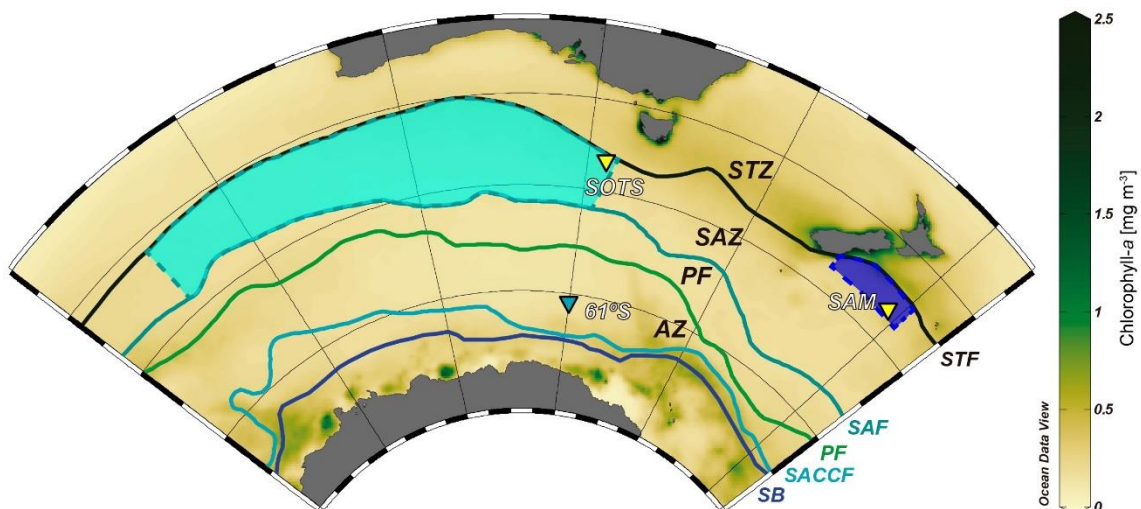 STZ
SOTS
SAZ
PF
SAM
61°S
AZ
STF
SAF
PF
SACCF
SB
Ocean Data View
2.5
2
1.5
1
0.5
0
Chlorophyll-a [mg m-3]